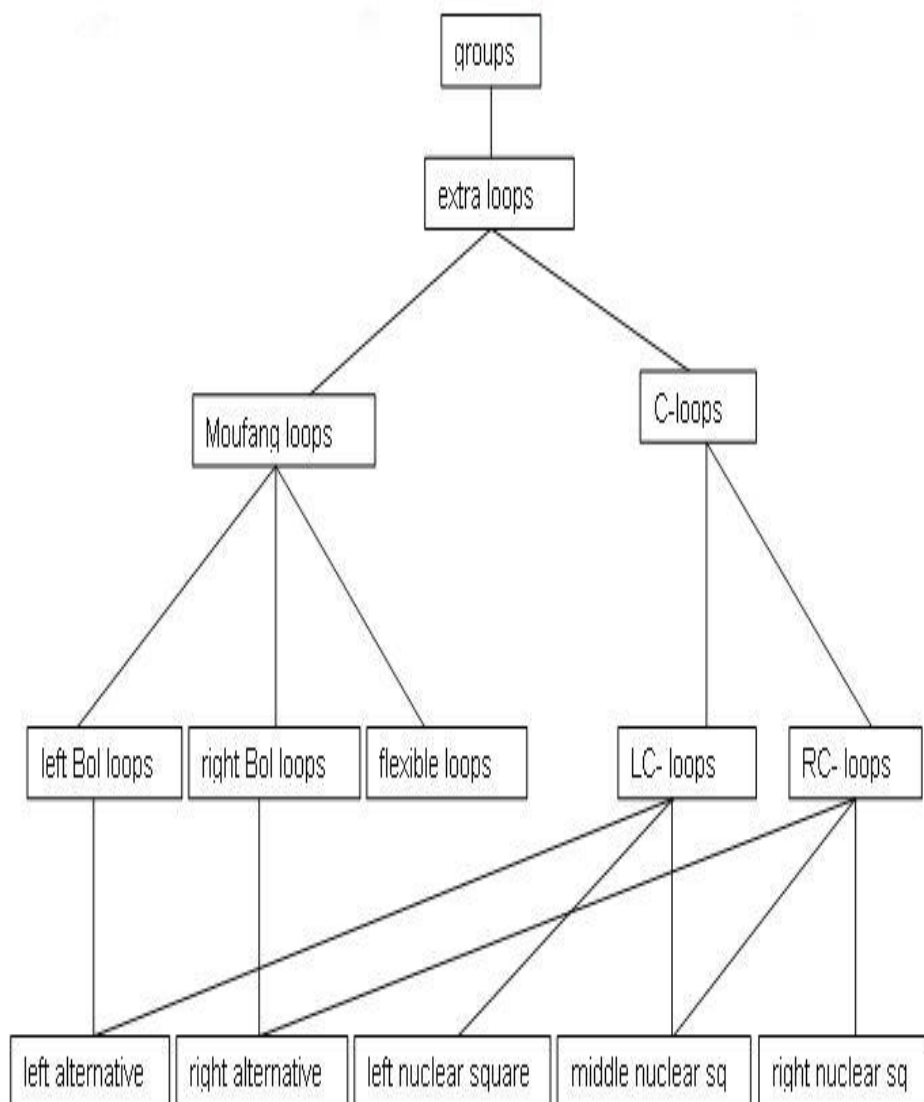 groups
extra loops
C-loops
Moufang loops
left Bol loops
right Bol loops
flexible loops
LC- loops
RC- loops
left alternative
right alternative
left nuclear square
middle nuclear sq
right nuclear sq